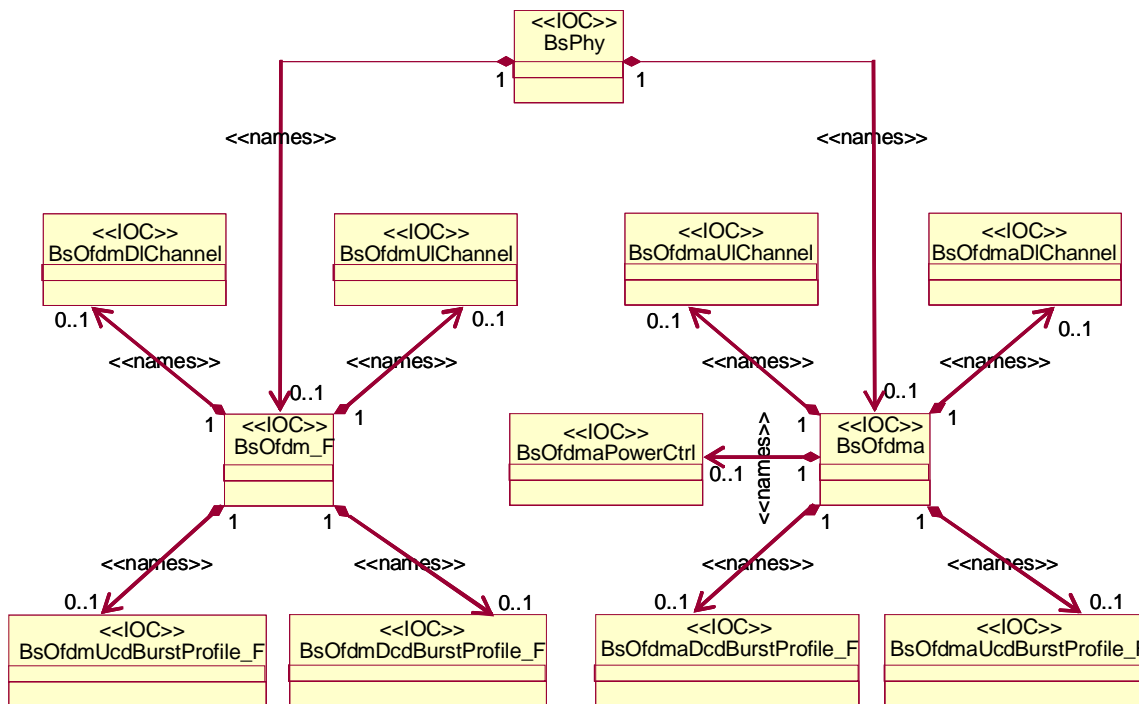 <<IOC>>
BsPhy
1
1
<<names>>
<<names>>
<<IOC>>
BsOfdmDlChannel
<<IOC>>
BsOfdmUlChannel
<<IOC>>
BsOfdmaUlChannel
<<IOC>>
BsOfdmaDlChannel
0..1
0..1
0..1
0..1
<<names>>
<<names>>
<<names>>
<<names>>
0..1
0..1
1
1
1
1
<<IOC>>
BsOfdm_F
<<IOC>>
BsOfdmaPowerCtrl
<<names>>
<<IOC>>
BsOfdma
0..1
1
1
1
1
1
<<names>>
<<names>>
<<names>>
<<names>>
0..1
0..1
0..1
0..1
<<IOC>>
BsOfdmUcdBurstProfile_F
<<IOC>>
BsOfdmDcdBurstProfile_F
<<IOC>>
BsOfdmaDcdBurstProfile_F
<<IOC>>
BsOfdmaUcdBurstProfile_F